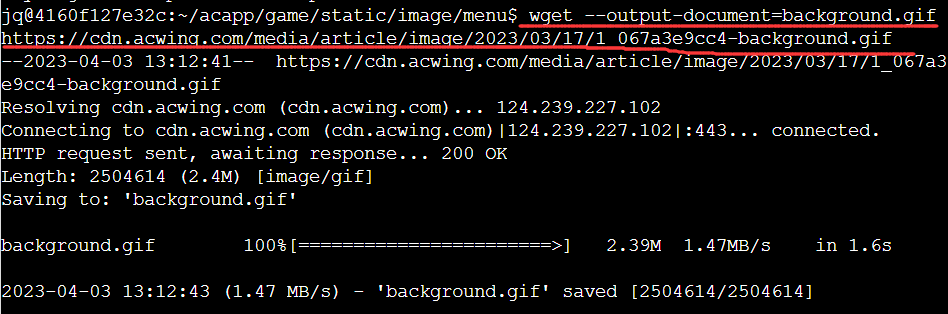 jq@4160f127e32c:~/acapp/game/static/image/menu$ wget --output-document=background.gif
https://cdn.acwing.com/media/article/image/2023/03/17/1_067a3e9cc4-background.gif
--2023-04-03 13:12:41--  https://cdn.acwing.com/media/article/image/2023/03/17/1_067a3
e9cc4-background.gif
Resolving cdn.acwing.com (cdn.acwing.com)... 124.239.227.102
Connecting to cdn.acwing.com (cdn.acwing.com)|124.239.227.102|:443... connected.
HTTP request sent, awaiting response... 200 OK
Length: 2504614 (2.4M) [image/gif]
Saving to: 'background.gif'
background.gif        100%[=======================>]   2.39M  1.47MB/s    in 1.6s
2023-04-03 13:12:43 (1.47 MB/s) - 'background.gif' saved [2504614/2504614]